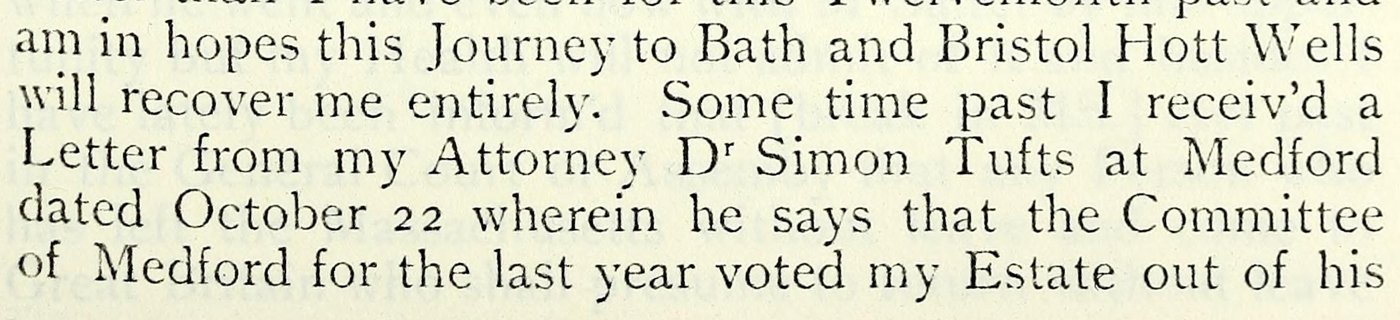 am in hopes this Journey to Bath and Bristol Hott Wells
will recover me entirely. Some time past I receiv'd a
Letter from my Attorney Dʳ Simon Tufts at Medford
dated October 22 wherein he says that the Committee
of Medford for the last year voted my Estate out of his